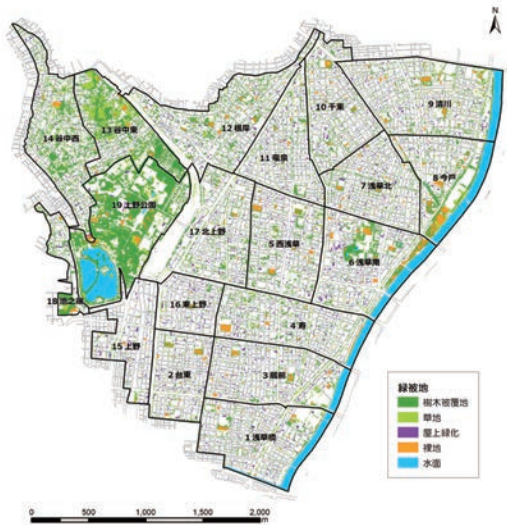 N
14 谷中西
13 谷中東
12 根岸
10 千束
9 清川
11 竜泉
8 今戸
7 浅草北
19 上野公園
17 北上野
5 西浅草
6 浅草南
18 池之端
16 東上野
4 寿
15 上野
2 台東
3 蔵前
1 浅草橋
緑被地
樹木被覆地
草地
屋上緑化
裸地
水面
0 500 1,000 1,500 2,000
m